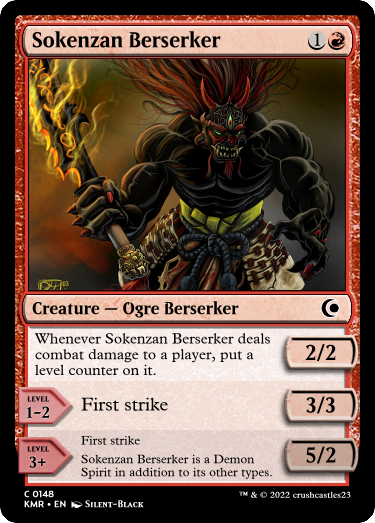 Sokenzan Berserker 1
Creature — Ogre Berserker
Whenever Sokenzan Berserker deals
combat damage to a player, put a
level counter on it.
2/2
LEVEL
1-2
First strike
3/3
LEVEL
3+
First strike
Sokenzan Berserker is a Demon
Spirit in addition to its other types.
5/2
C 0148
KMR • EN Silent-Black
™ & © 2022 crushcastles23